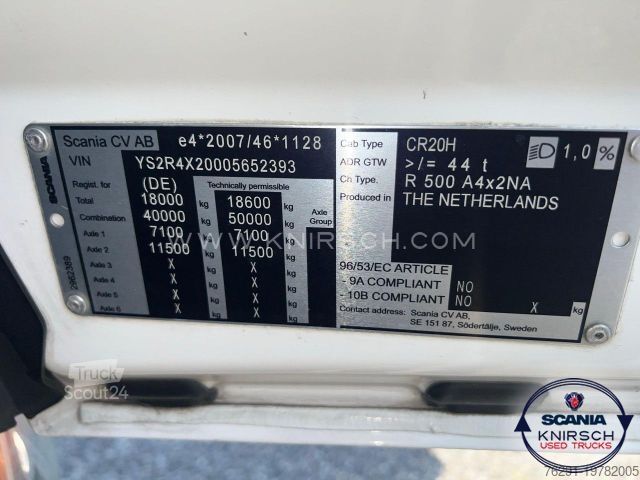 Scania CV AB e4*2007/46*1128
VIN YS2R4X20005652393
Regist. for (DE) Technically permissible
Total 18000 kg 18600 kg
Combination 40000 kg 50000 kg Axle Group
Axle 1 7100 kg 7100 kg
Axle 2 11500 kg 11500 kg
Axle 3 X kg X kg
Axle 4 X kg X kg
Axle 5 X kg X kg
Axle 6 X kg X kg
SCANIA
Cab Type CR20H 1,0 %
ADR GTW >/= 44 t
Ch Type. R 500 A4x2NA
Produced in THE NETHERLANDS
96/53/EC ARTICLE
- 9A COMPLIANT NO
- 10B COMPLIANT NO X kg
Contact address: Scania CV AB,
SE 151 87, Södertälje, Sweden
WWW.KNIRSCH.COM
Truck
Scout24
SCANIA
KNIRSCH
USED TRUCKS
76291-19782005